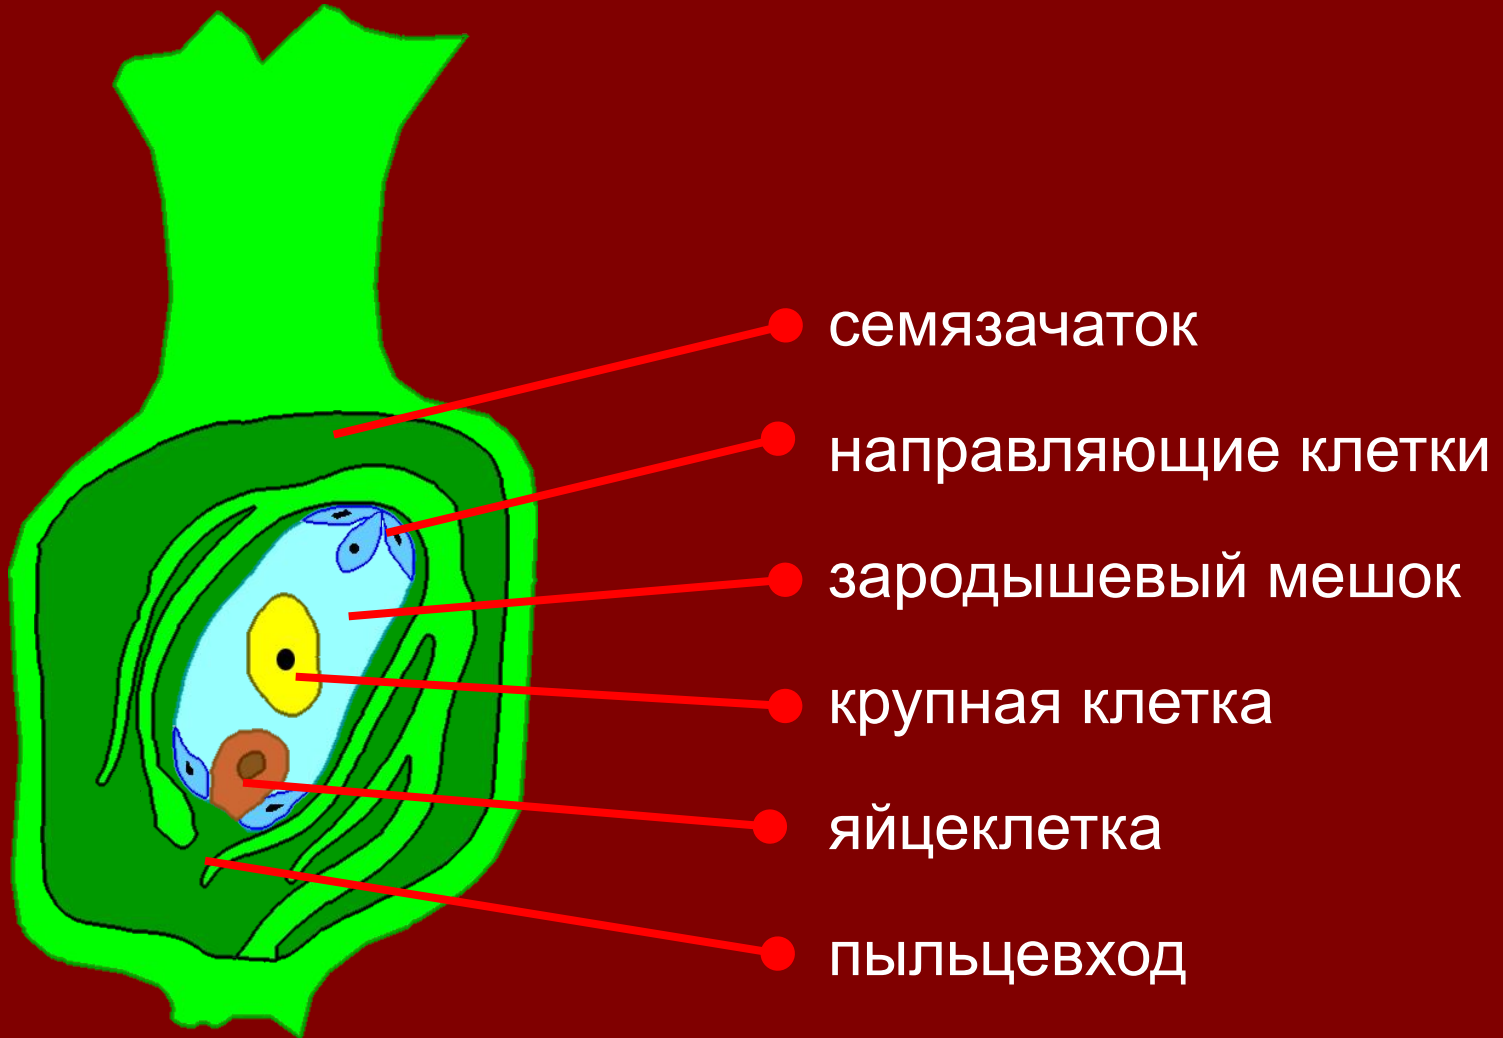 семязачаток
направляющие клетки
зародышевый мешок
крупная клетка
яйцеклетка
пыльцевход